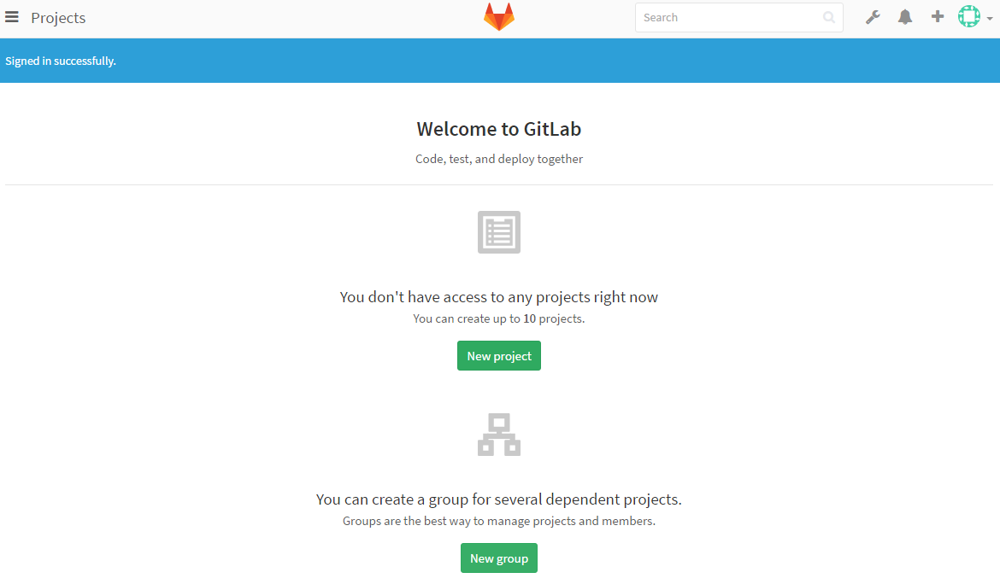 Projects
Search
Signed in successfully.
Welcome to GitLab
Code, test, and deploy together
You don't have access to any projects right now
You can create up to 10 projects.
New project
You can create a group for several dependent projects.
Groups are the best way to manage projects and members.
New group